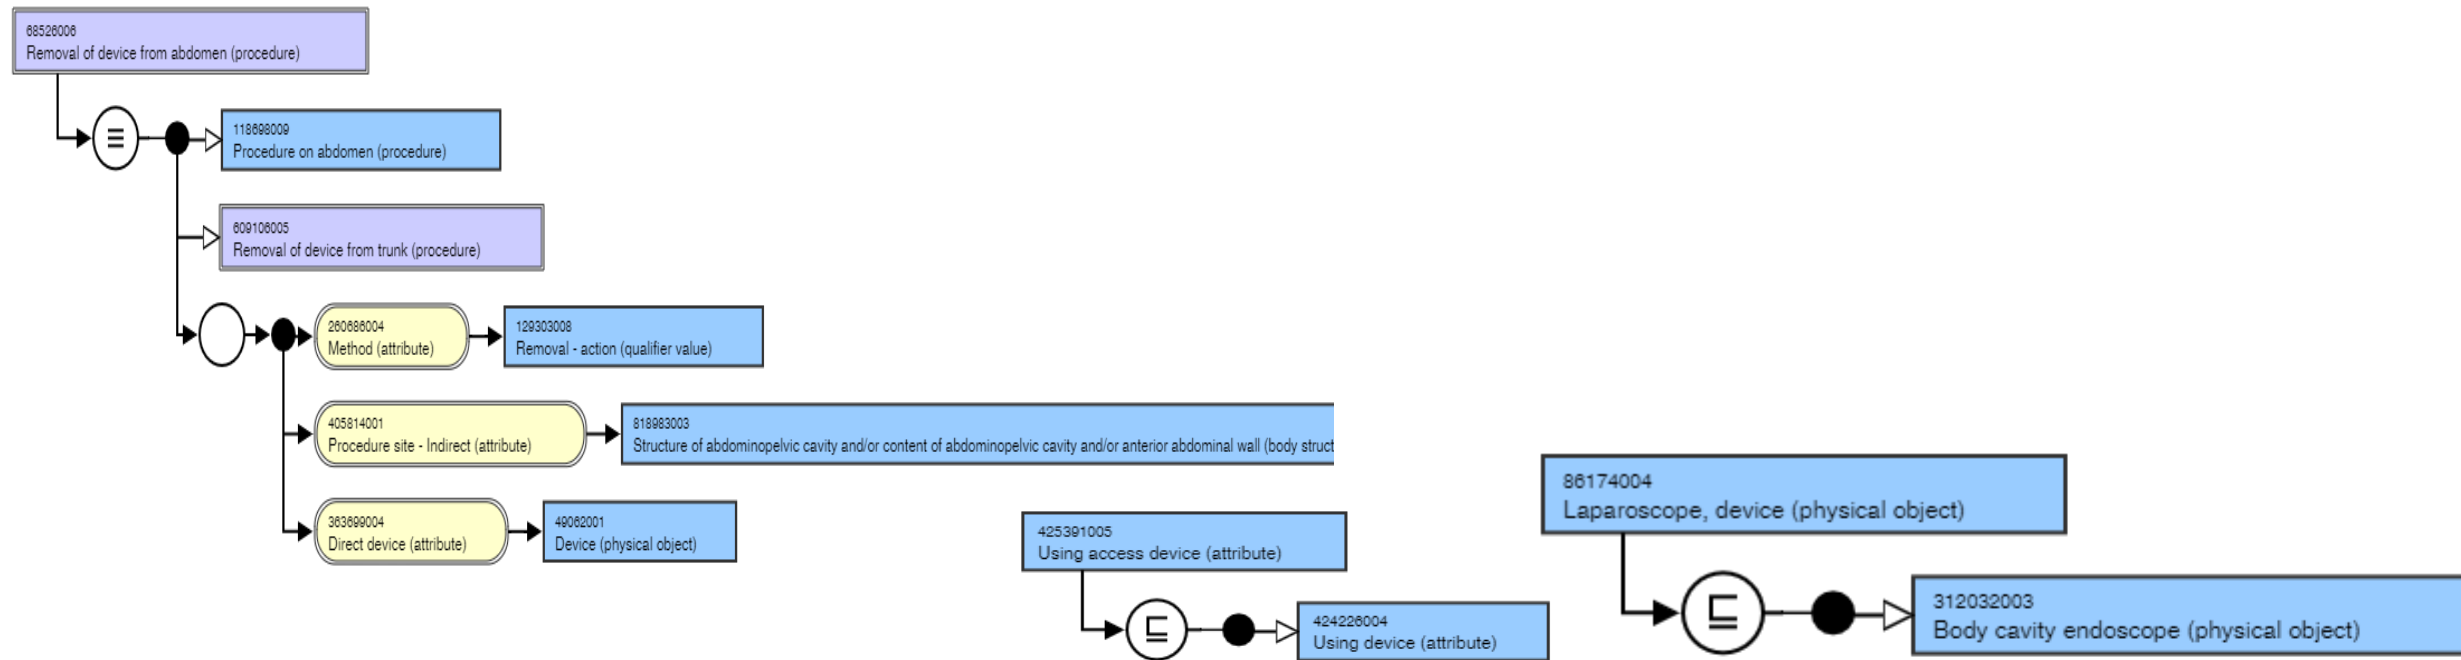 68526006
Removal of device from abdomen (procedure)
≡
118698009
Procedure on abdomen (procedure)
609106005
Removal of device from trunk (procedure)
260686004
Method (attribute)
129303008
Removal - action (qualifier value)
405814001
Procedure site - Indirect (attribute)
818983003
Structure of abdominopelvic cavity and/or content of abdominopelvic cavity and/or anterior abdominal wall (body struct
363699004
Direct device (attribute)
49062001
Device (physical object)
425391005
Using access device (attribute)
⊑
424226004
Using device (attribute)
86174004
Laparoscope, device (physical object)
⊑
312032003
Body cavity endoscope (physical object)